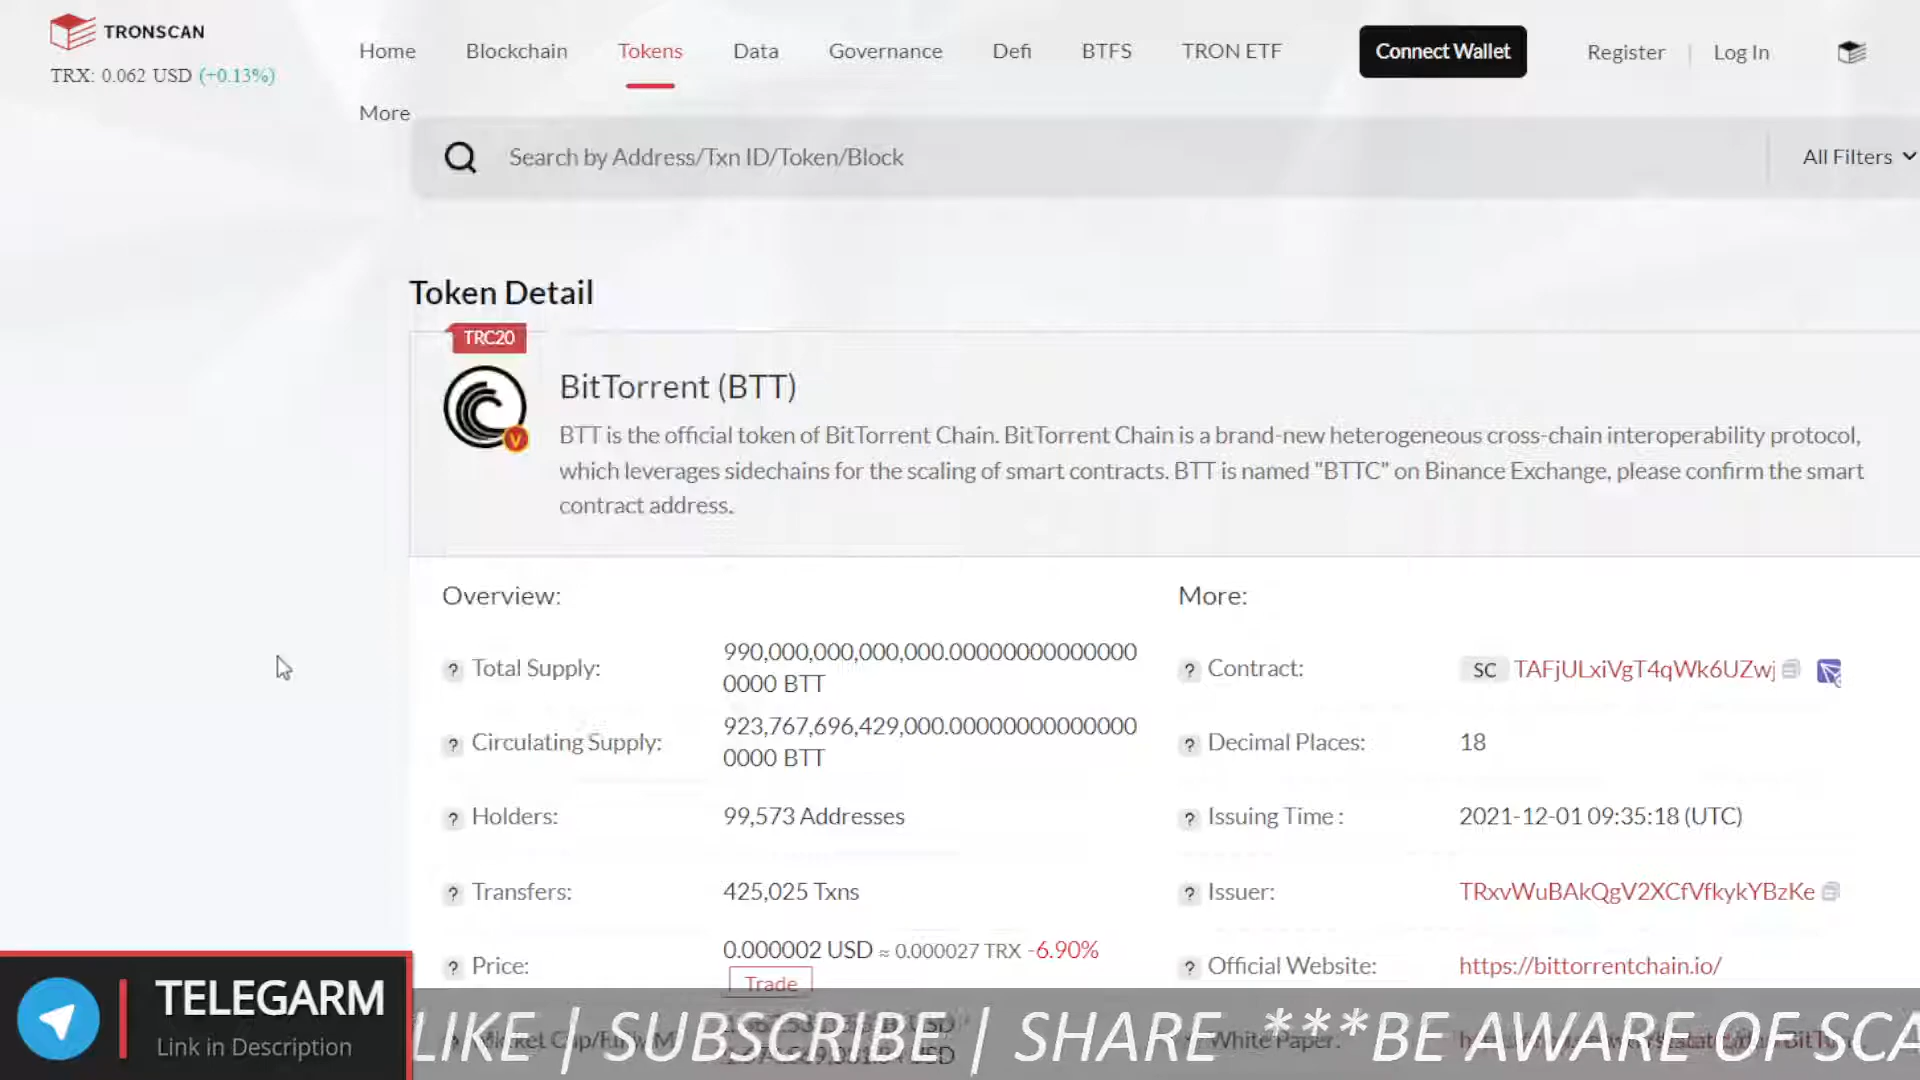 TRONSCAN
TRX: 0.062 USD (+0.13%)
Home Blockchain Tokens Data Governance Defi BTFS TRON ETF Connect Wallet Register | Log In
More
Search by Address/Txn ID/Token/Block All Filters
Token Detail
TRC20
BitTorrent (BTT)
V
BTT is the official token of BitTorrent Chain. BitTorrent Chain is a brand-new heterogeneous cross-chain interoperability protocol,
which leverages sidechains for the scaling of smart contracts. BTT is named "BTTC" on Binance Exchange, please confirm the smart
contract address.
Overview:
? Total Supply: 990,000,000,000,000.00000000000000
0000 BTT
? Circulating Supply: 923,767,696,429,000.00000000000000
0000 BTT
? Holders: 99,573 Addresses
? Transfers: 425,025 Txns
? Price: 0.000002 USD ≈ 0.000027 TRX -6.90%
Trade
More:
? Contract: SC TAFjULxiVgT4qWk6UZwj
? Decimal Places: 18
? Issuing Time : 2021-12-01 09:35:18 (UTC)
? Issuer: TRxvWuBAkQgV2XCfVfkykYBzKe
? Official Website: https://bittorrentchain.io/
White Paper:
TELEGARM
Link in Description
LIKE | SUBSCRIBE | SHARE ***BE AWARE OF SCA